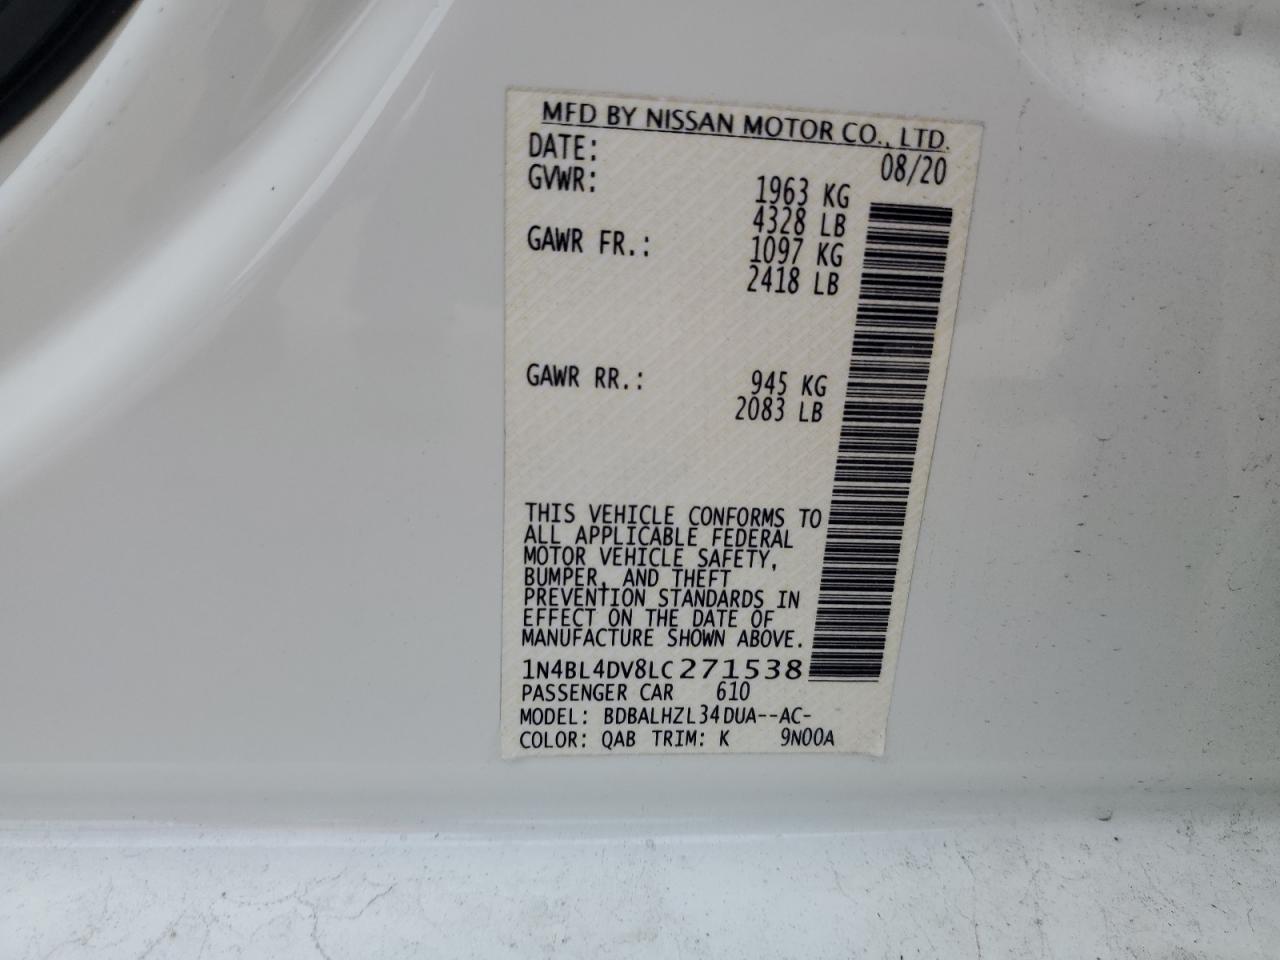 MFD BY NISSAN MOTOR CO., LTD.
DATE: 08/20
GVWR: 1963 KG
4328 LB
GAWR FR.: 1097 KG
2418 LB
GAWR RR.: 945 KG
2083 LB
THIS VEHICLE CONFORMS TO
ALL APPLICABLE FEDERAL
MOTOR VEHICLE SAFETY,
BUMPER, AND THEFT
PREVENTION STANDARDS IN
EFFECT ON THE DATE OF
MANUFACTURE SHOWN ABOVE.
1N4BL4DV8LC271538
PASSENGER CAR 610
MODEL: BDBALHZL34DUA--AC-
COLOR: QAB TRIM: K 9N00A